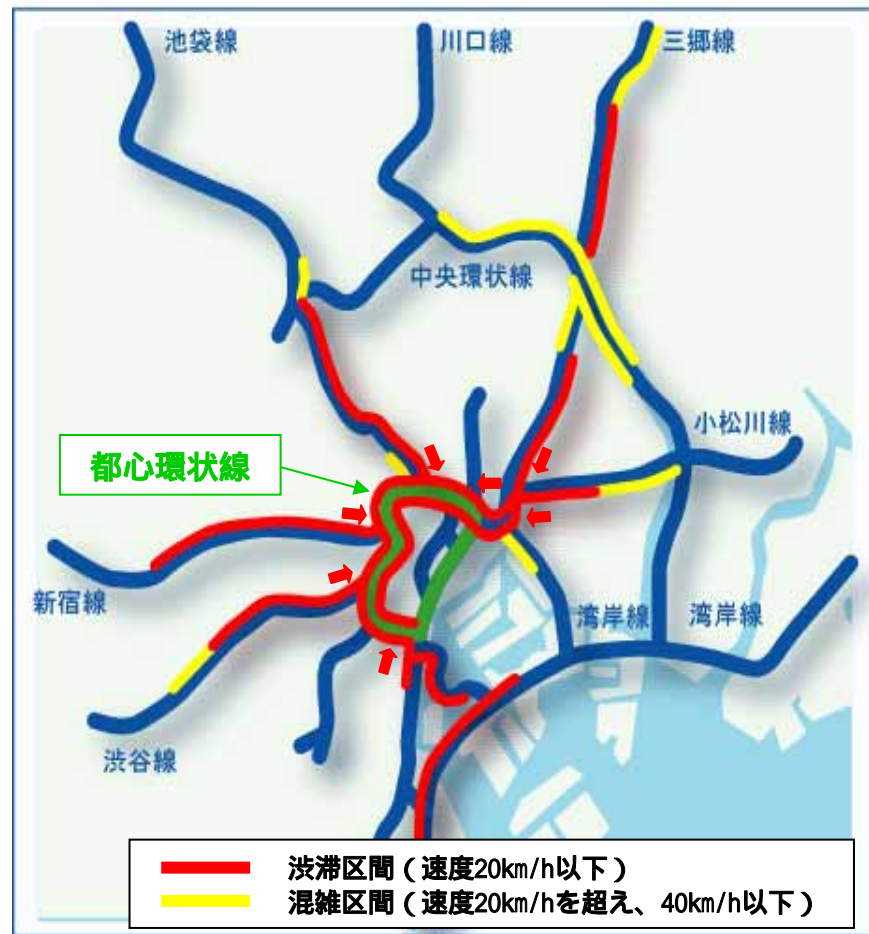 池袋線
川口線
三郷線
中央環状線
小松川線
都心環状線
新宿線
湾岸線
湾岸線
渋谷線
渋滞区間（速度20km/h以下）
混雑区間（速度20km/hを超え、40km/h以下）